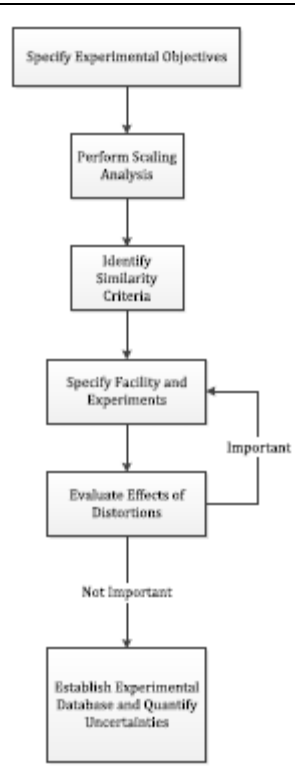 Specify Experimental Objectives
Perform Scaling
Analysis
Identify
Similarity
Criteria
Specify Facility and
Experiments
Important
Evaluate Effects of
Distortions
Not Important
Establish Experimental
Database and Quantify
Uncertainties